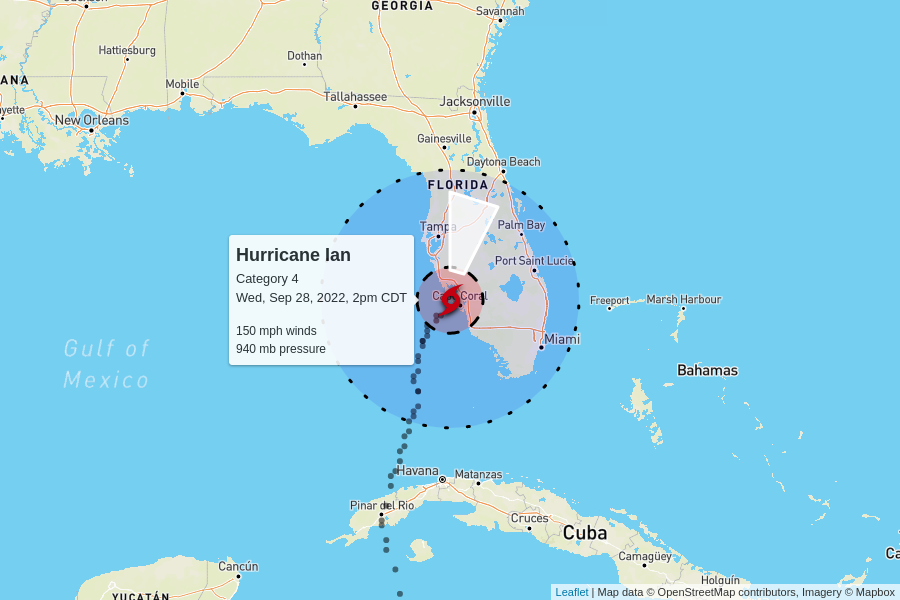 GEORGIA
Savannah
Hattiesburg
Dothan
ANA
Mobile
Tallahassee
Jacksonville
New Orleans
Gainesville
Daytona Beach
FLORIDA
Tampa
Palm Bay
Hurricane Ian
Category 4
Wed, Sep 28, 2022, 2pm CDT
150 mph winds
940 mb pressure
Port Saint Lucie
Coral
Freeport
Marsh Harbour
Gulf of
Mexico
Miami
Bahamas
Havana
Matanzas
Pinar del Rio
Cruces
Cuba
Camagüey
Cancún
Holguín
YUCATÁN
Ca
Leaflet | Map data © OpenStreetMap contributors, Imagery © Mapbox